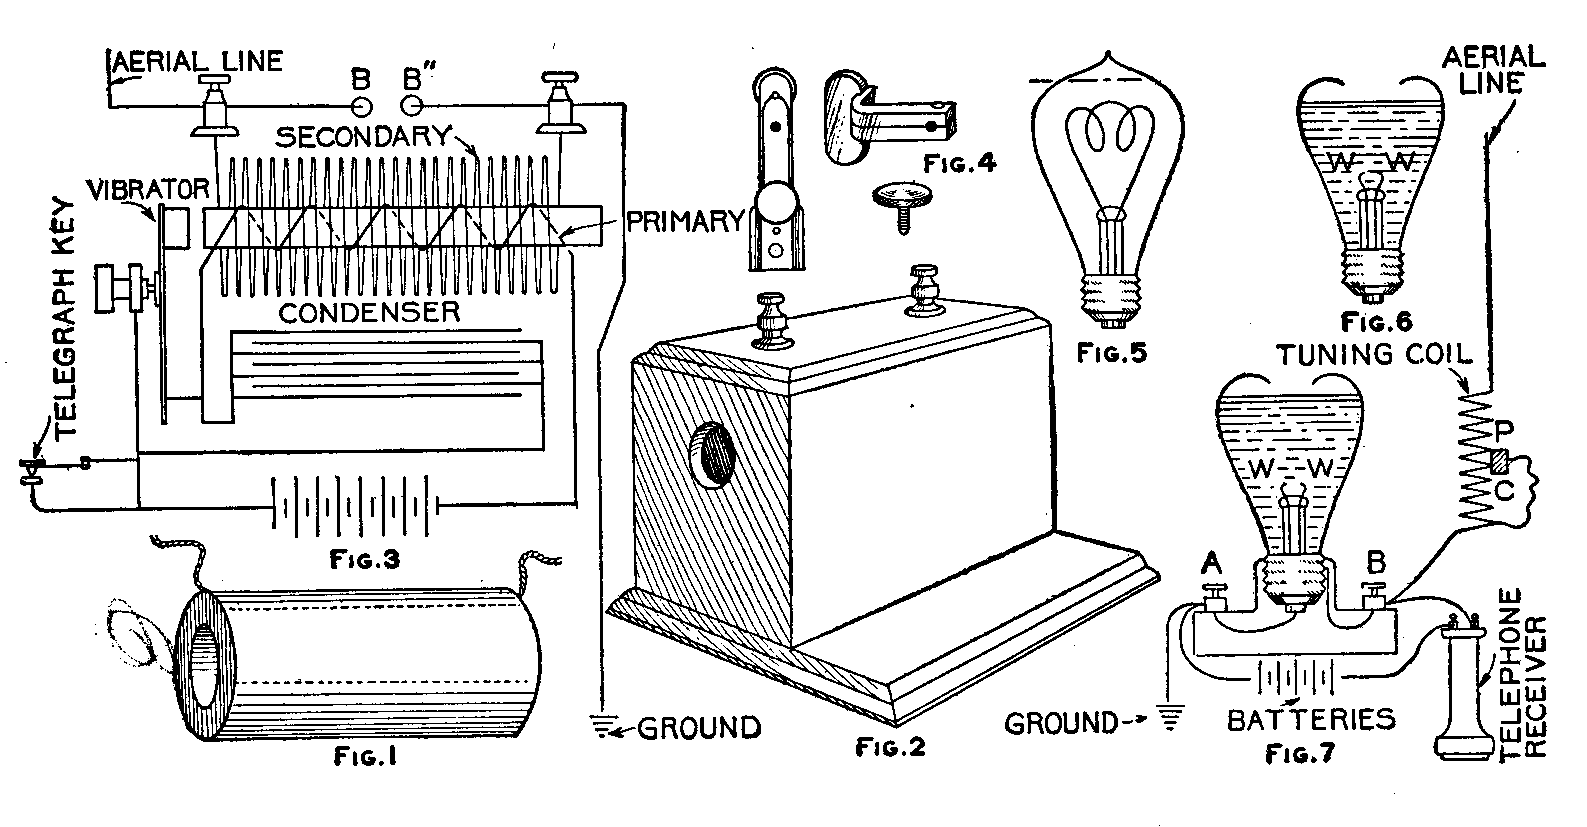 AERIAL LINE
B B"
SECONDARY
VIBRATOR
TELEGRAPH KEY
PRIMARY
CONDENSER
FIG.3
FIG.1
GROUND
FIG.4
FIG.2
FIG.5
W W
FIG.6
AERIAL
LINE
TUNING COIL
P
C
W W
A B
GROUND
BATTERIES
FIG.7
TELEPHONE
RECEIVER